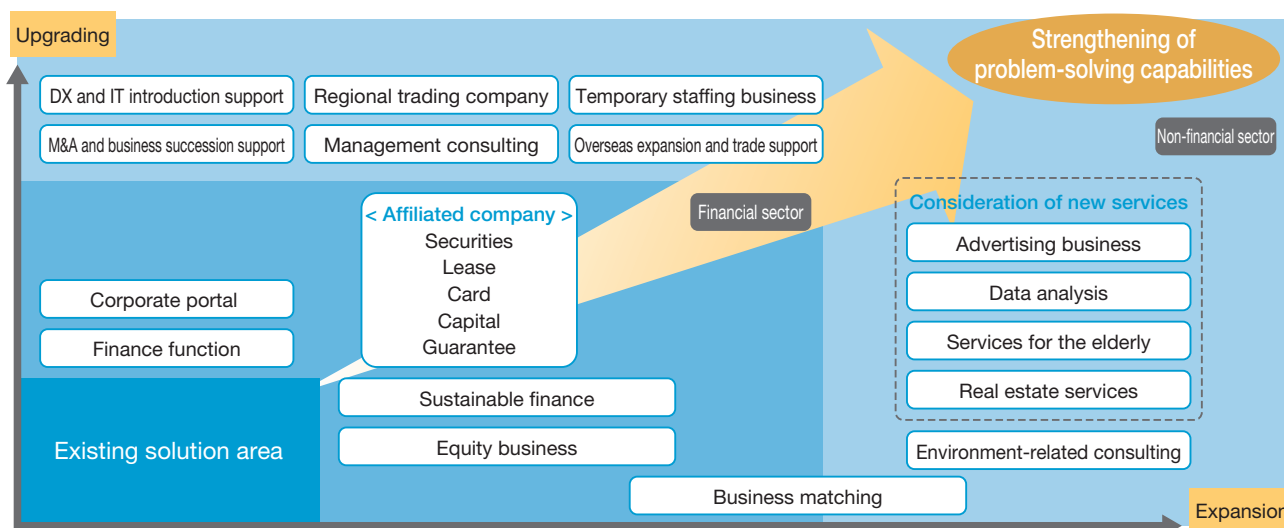 Upgrading
Strengthening of
problem-solving capabilities
DX and IT introduction support
Regional trading company
Temporary staffing business
M&A and business succession support
Management consulting
Overseas expansion and trade support
Non-financial sector
Financial sector
< Affiliated company >
Securities
Lease
Card
Capital
Guarantee
Consideration of new services
Advertising business
Data analysis
Services for the elderly
Real estate services
Corporate portal
Finance function
Sustainable finance
Equity business
Existing solution area
Environment-related consulting
Business matching
Expansion